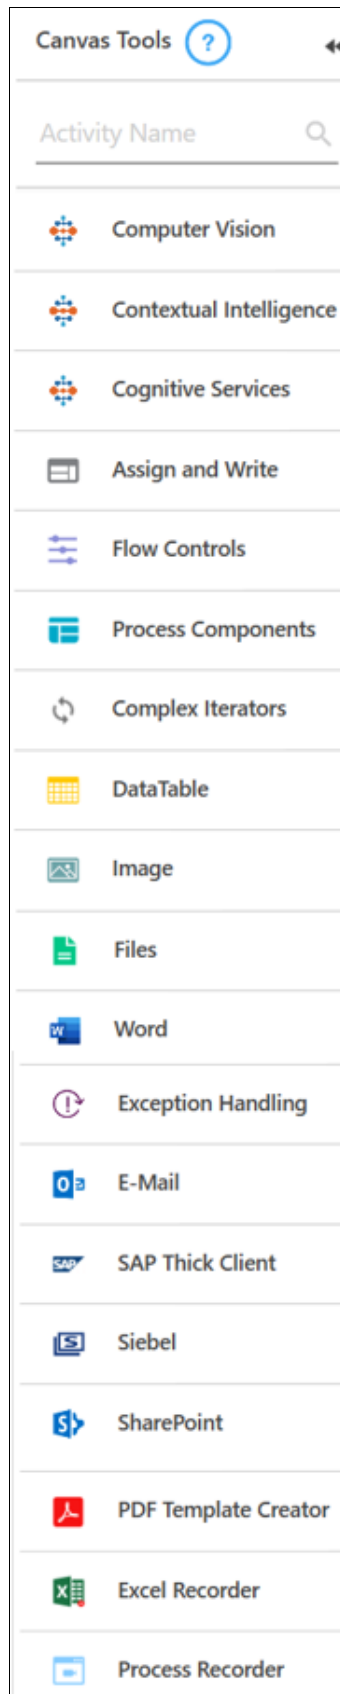 Canvas Tools ?
Activity Name
Computer Vision
Contextual Intelligence
Cognitive Services
Assign and Write
Flow Controls
Process Components
Complex Iterators
DataTable
Image
Files
W Word
Exception Handling
E-Mail
SAP SAP Thick Client
S Siebel
S SharePoint
PDF Template Creator
X Excel Recorder
Process Recorder